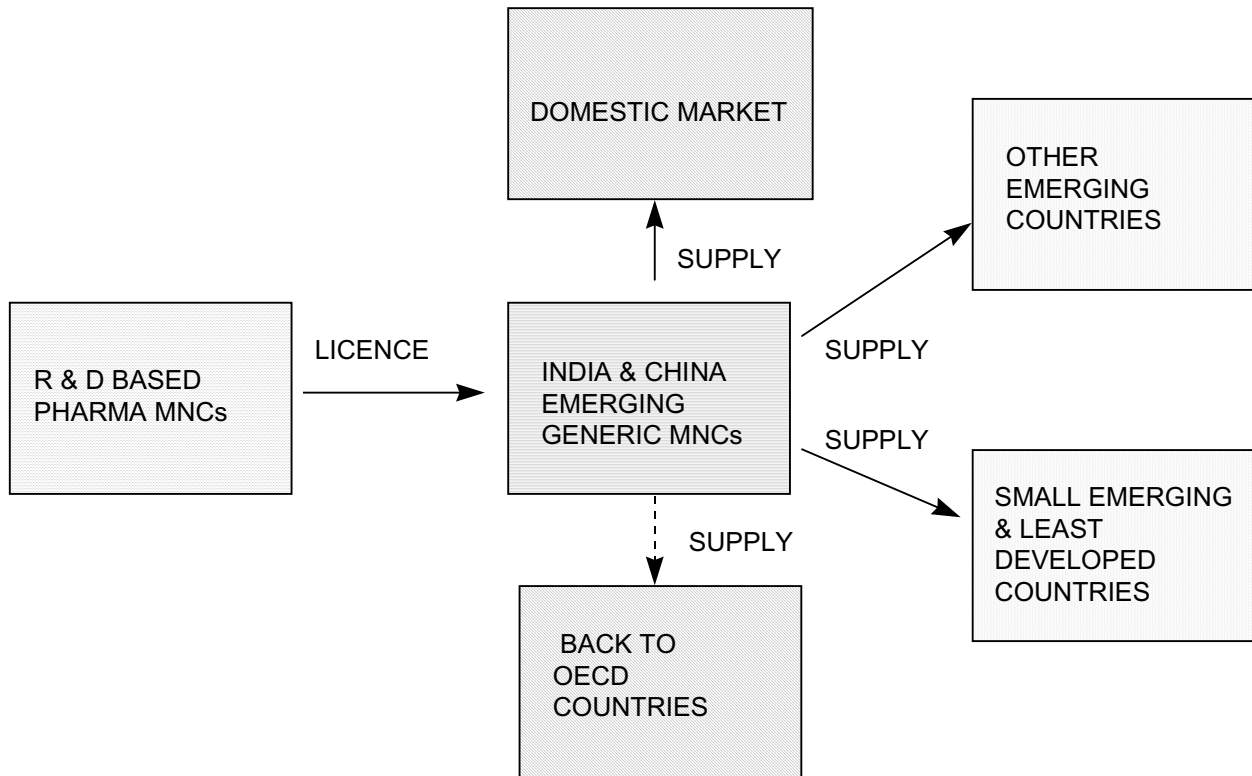 DOMESTIC MARKET
OTHER
EMERGING
COUNTRIES
SUPPLY
LICENCE
SUPPLY
R & D BASED
PHARMA MNCs
INDIA & CHINA
EMERGING
GENERIC MNCs
SUPPLY
SMALL EMERGING
& LEAST
DEVELOPED
COUNTRIES
SUPPLY
BACK TO
OECD
COUNTRIES